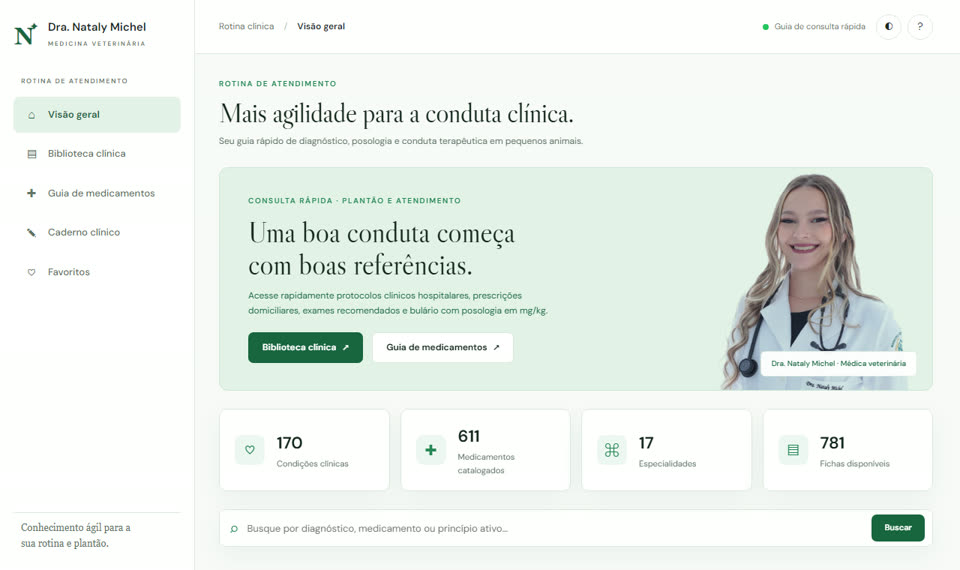 Dra. Nataly Michel
MEDICINA VETERINÁRIA
ROTINA DE ATENDIMENTO
Visão geral
Biblioteca clínica
Guia de medicamentos
Caderno clínico
Favoritos
Conhecimento ágil para a
sua rotina e plantão.
Rotina clínica / Visão geral
Guia de consulta rápida
?
ROTINA DE ATENDIMENTO
Mais agilidade para a conduta clínica.
Seu guia rápido de diagnóstico, posologia e conduta terapêutica em pequenos animais.
CONSULTA RÁPIDA · PLANTÃO E ATENDIMENTO
Uma boa conduta começa
com boas referências.
Acesse rapidamente protocolos clínicos hospitalares, prescrições
domiciliares, exames recomendados e bulário com posologia em mg/kg.
Biblioteca clínica ↗
Guia de medicamentos ↗
Dra. Nataly Michel · Médica veterinária
170
Condições clínicas
611
Medicamentos
catalogados
17
Especialidades
781
Fichas disponíveis
Busque por diagnóstico, medicamento ou princípio ativo...
Buscar